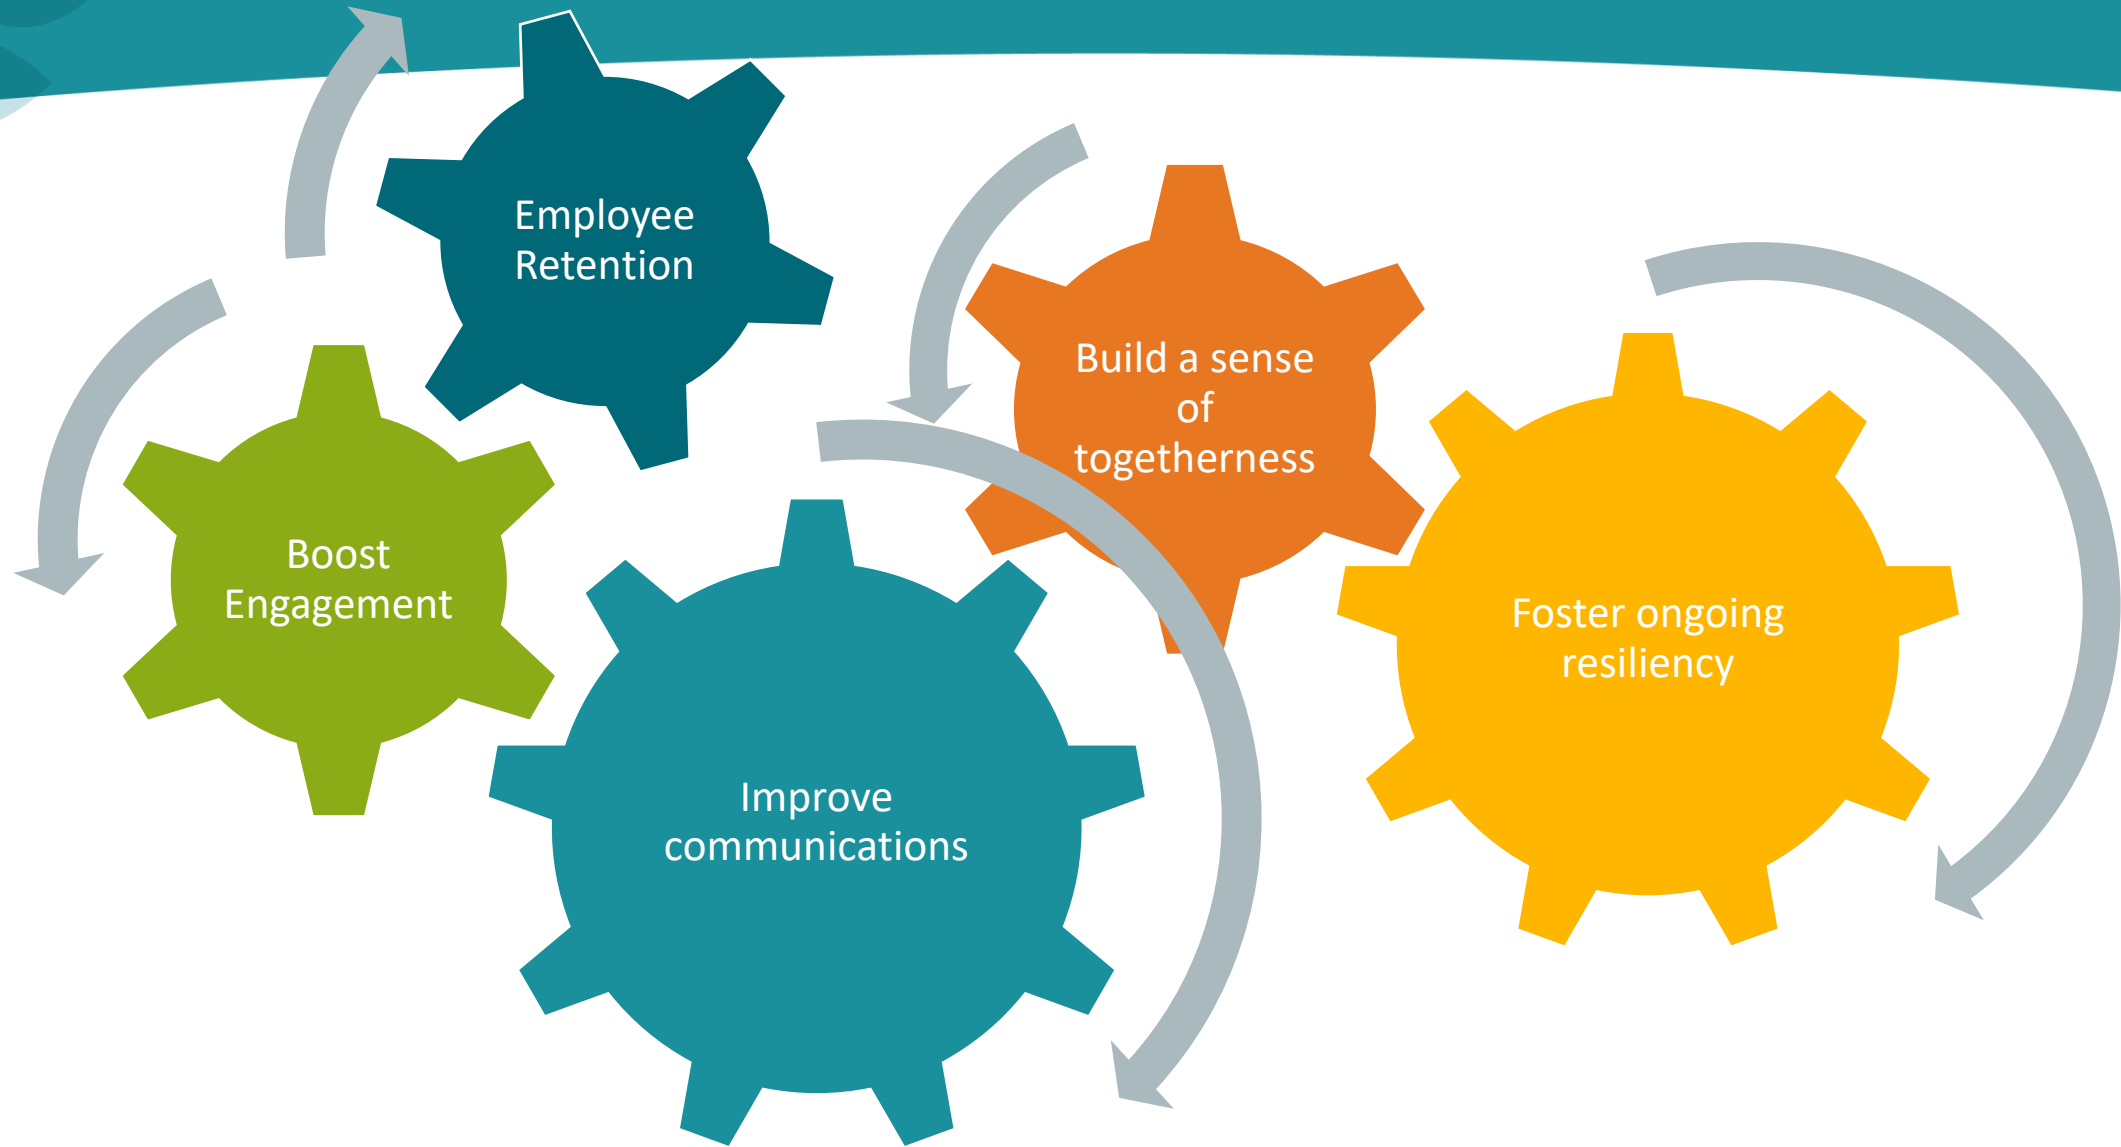 Employee
Retention
Build a sense
of
togetherness
Boost
Engagement
Foster ongoing
resiliency
Improve
communications